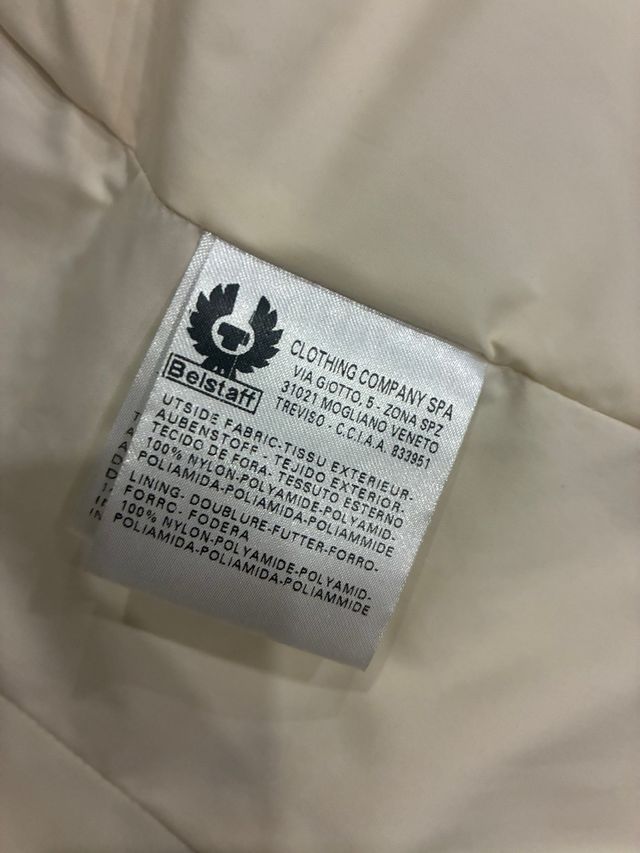 Belstaff
CLOTHING COMPANY SPA
VIA GIOTTO, 5 - ZONA SPZ
31021 MOGLIANO VENETO
TREVISO - C.C.I.A.A. 833951
UTSIDE FABRIC-TISSU EXTERIEUR-
AUBENSTOFF - TEJIDO EXTERIOR-
TECIDO DE FORA, TESSUTO ESTERNO
100% NYLON-POLYAMIDE-POLYAMID-
POLIAMIDA-POLIAMIDA-POLIAMMIDE
LINING- DOUBLURE-FUTTER-FORRO-
FORRC- FODERA
100% NYLON-POLYAMIDE-POLYAMID-
POLIAMIDA-POLIAMIDA-POLIAMMIDE